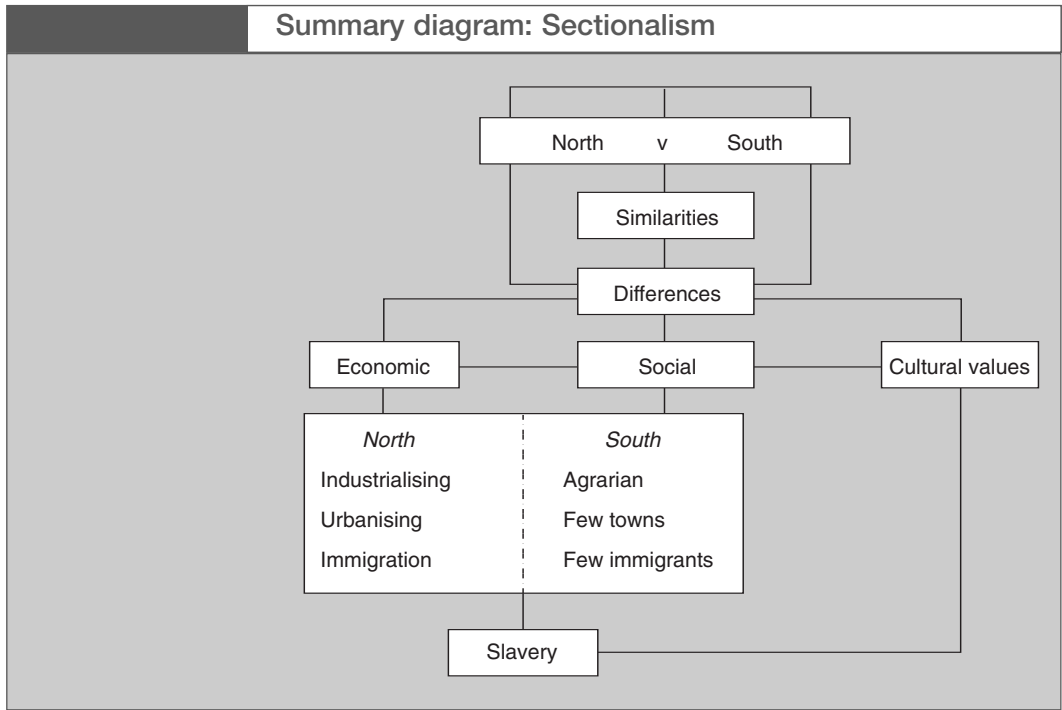 Summary diagram: Sectionalism
North v South
Similarities
Differences
Economic
Social
Cultural values
North
South
Industrialising
Agrarian
Urbanising
Few towns
Immigration
Few immigrants
Slavery